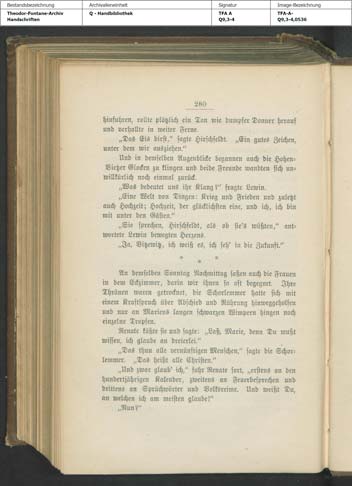 Bestandsbezeichnung
Archivalieneinheit
Signatur
Image-Bezeichnung
Theodor-Fontane-Archiv
Handschriften
Q - Handbibliothek
TFA A
Q9,3-4
TFA-A-
Q9,3-4,0536
280
hinfuhren, rollte plötzlich ein Ton wie dumpfer Donner herauf
und verhallte in weiter Ferne.
„Das Eis birst,“ sagte Hirschfeldt. „Ein gutes Zeichen,
unter dem wir ausziehen.“
Und in demselben Augenblicke begannen auch die Hohen-
Vietzer Glocken zu klingen und beide Freunde wandten sich un-
willkürlich noch einmal zurück.
„Was bedeutet uns ihr Klang?“ fragte Lewin.
„Eine Welt von Dingen: Krieg und Frieden und zuletzt
auch Hochzeit; Hochzeit, der glücklichsten eine, und ich, ich bin
mit unter den Gästen.“
„Sie sprechen, Hirschfeldt, als ob Sie's wüßten,“ ant-
wortete Lewin bewegten Herzens.
„Ja, Vitzewitz, ich weiß es, ich seh' in die Zukunft.“
* * *
An demselben Sonntag Nachmittag saßen auch die Frauen
in dem Eckzimmer, darin wir ihnen so oft begegnet. Ihre
Thränen waren getrocknet, die Schorlemmer hatte sich mit
einem Kraftspruch über Abschied und Rührung hinweggeholfen
und nur an Mariens langen schwarzen Wimpern hingen noch
einzelne Tropfen.
Renate küßte sie und sagte: „Laß, Marie, denn Du mußt
wissen, ich glaube an dreierlei.“
„Das thun alle vernünftigen Menschen,“ sagte die Schor-
lemmer. „Das heißt alle Christen.“
„Und zwar glaub' ich,“ fuhr Renate fort, „erstens an den
hundertjährigen Kalender, zweitens an Feuerbesprechen und
drittens an Sprüchwörter und Volksreime. Und weißt Du,
an welchen ich am meisten glaube?“
„Nun?“